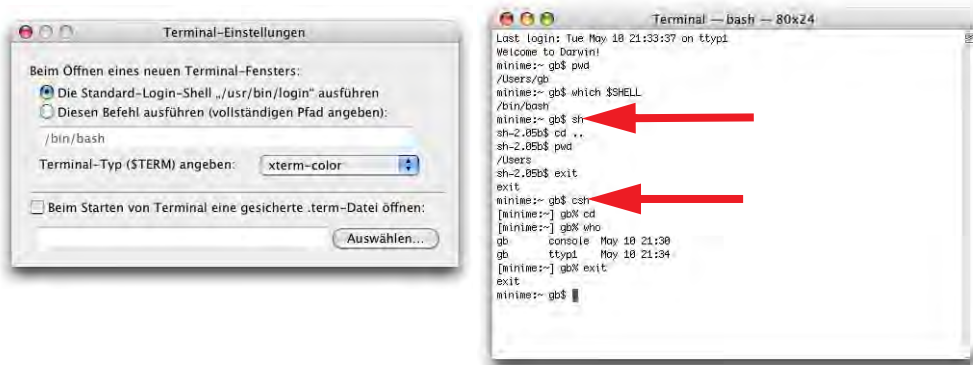 Terminal-Einstellungen
Beim Öffnen eines neuen Terminal-Fensters:
Die Standard-Login-Shell „/usr/bin/login“ ausführen
Diesen Befehl ausführen (vollständigen Pfad angeben):
/bin/bash
Terminal-Typ ($TERM) angeben: xterm-color
Beim Starten von Terminal eine gesicherte .term-Datei öffnen:
Auswählen...
Terminal — bash — 80x24
Last login: Tue May 10 21:33:37 on ttyp1
Welcome to Darwin!
minime:~ gb$ pwd
/Users/gb
minime:~ gb$ which $SHELL
/bin/bash
minime:~ gb$ sh
sh-2.05b$ cd ..
sh-2.05b$ pwd
/Users
sh-2.05b$ exit
exit
minime:~ gb$ csh
[minime:~] gb% cd
[minime:~] gb% who
gb console May 10 21:30
gb ttyp1 May 10 21:34
[minime:~] gb% exit
exit
minime:~ gb$